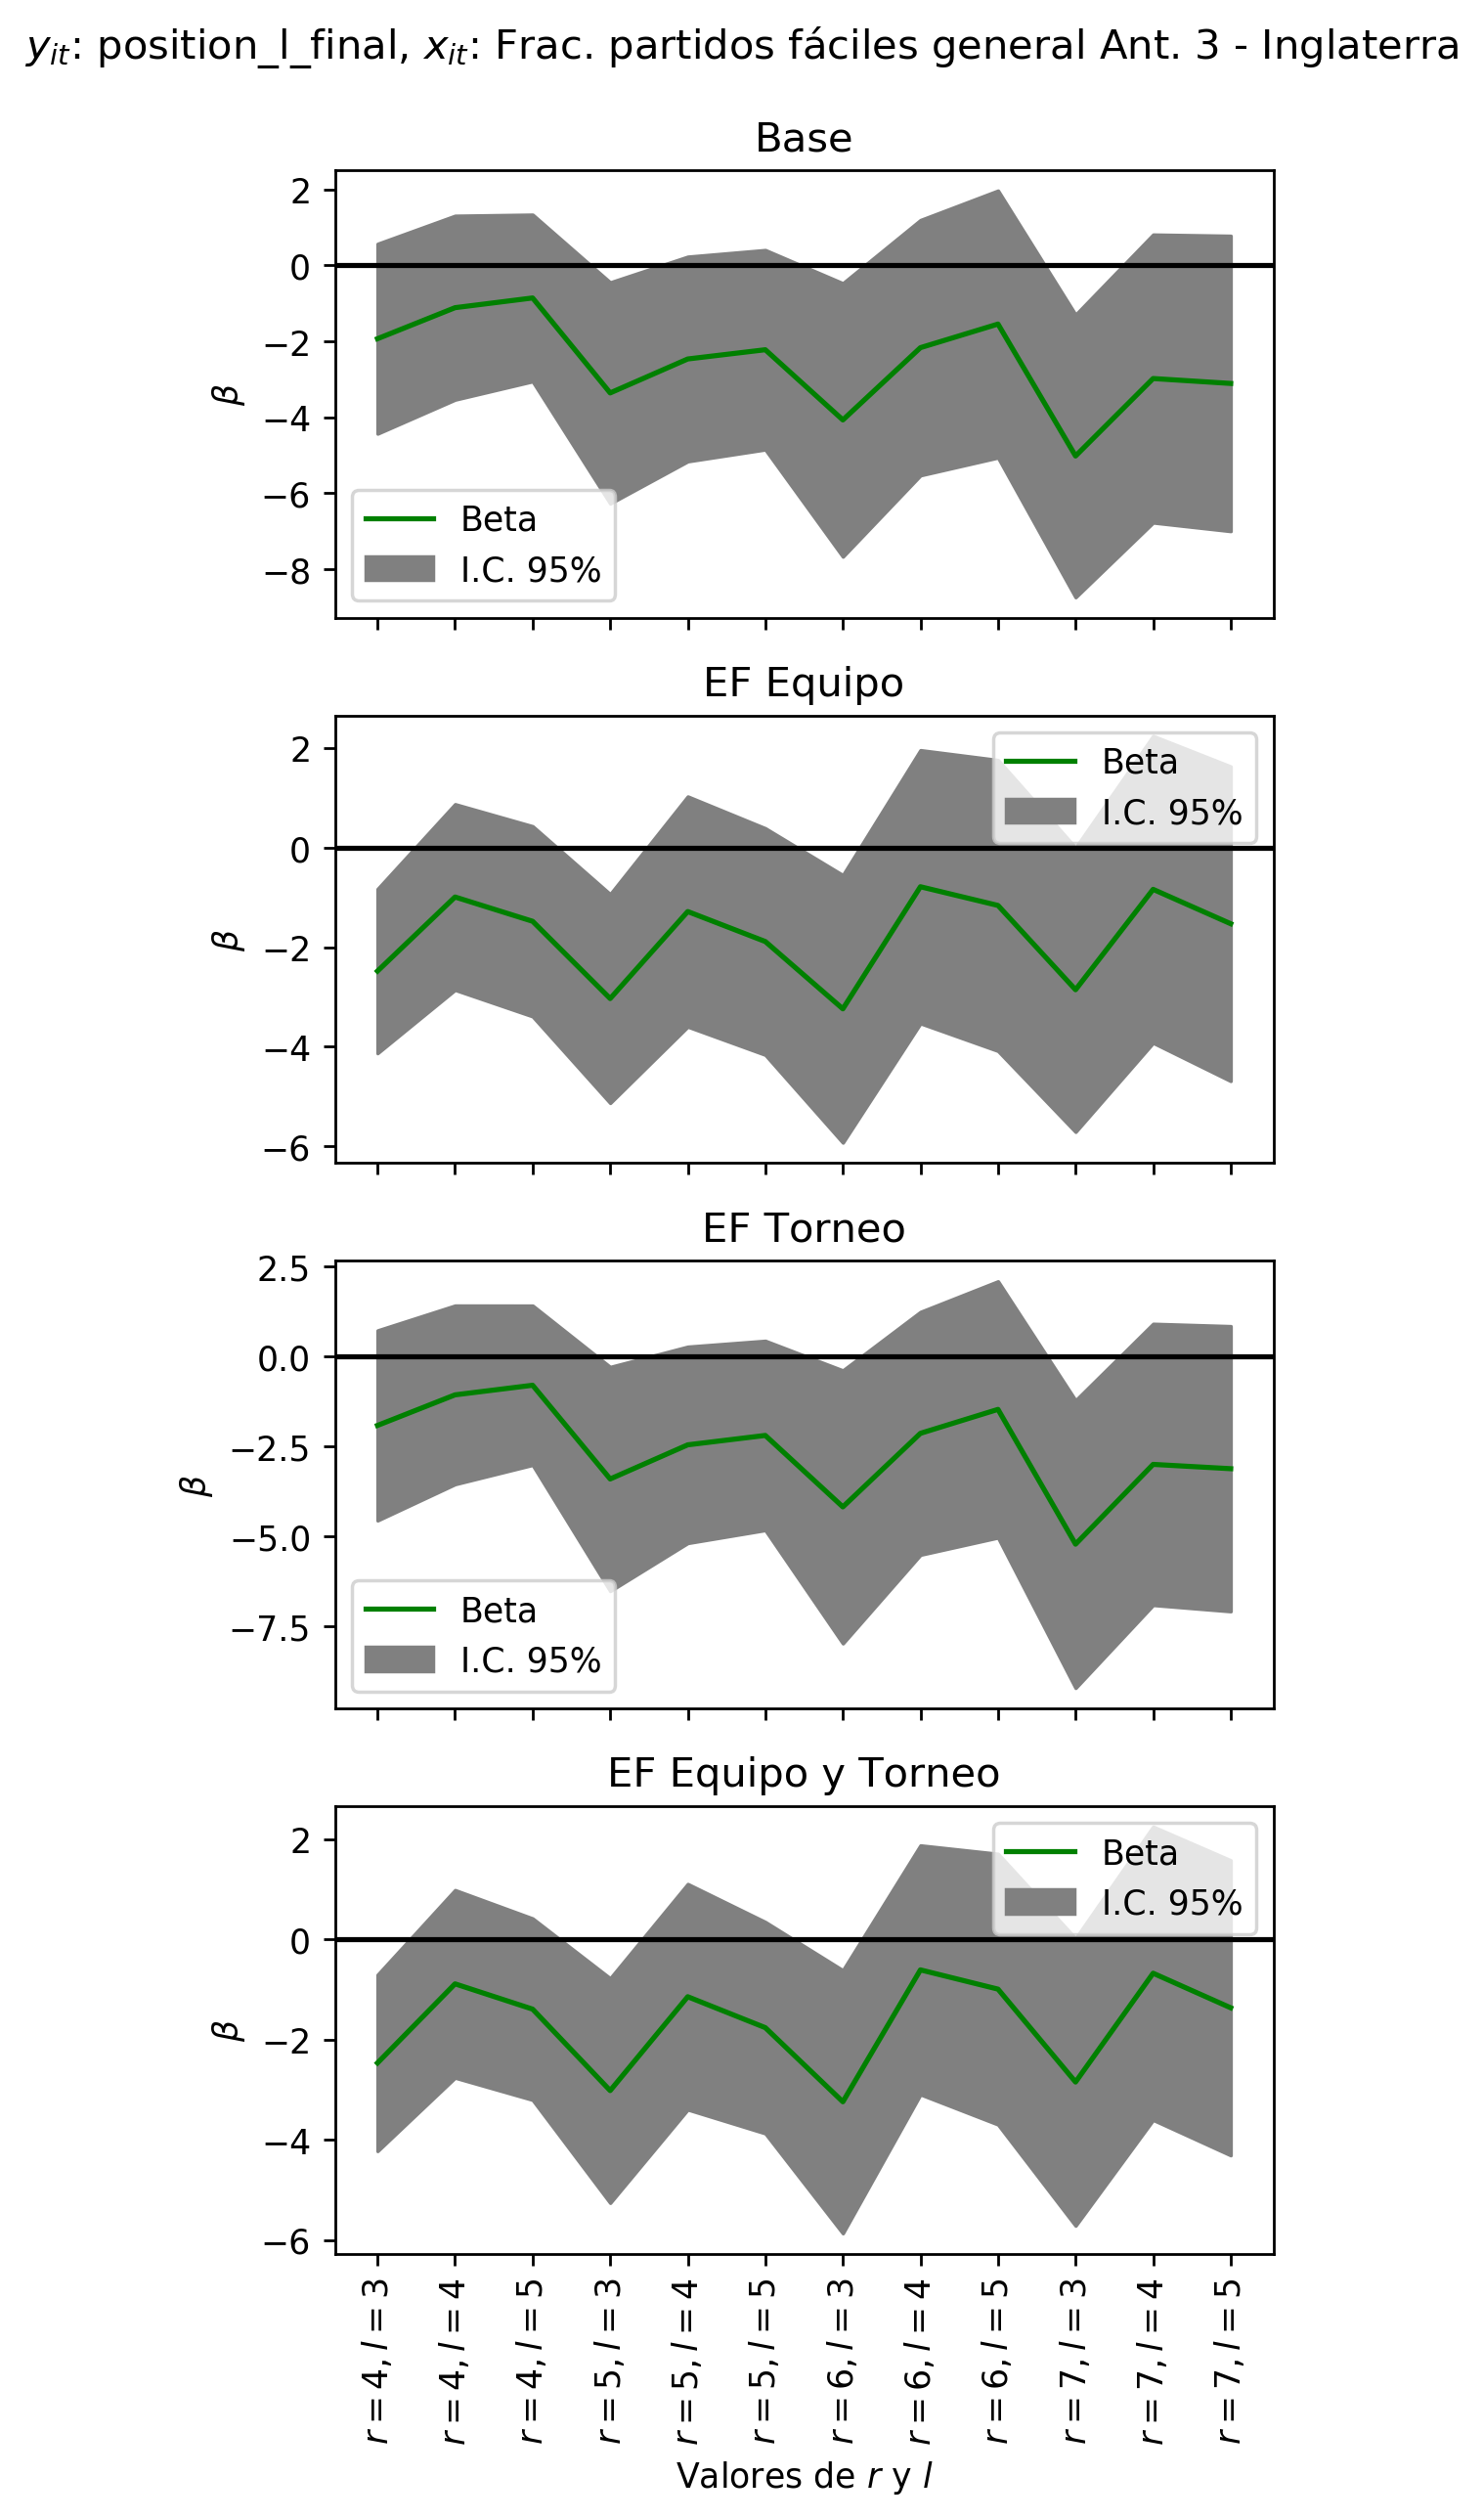 y_it: position_l_final, x_it: Frac. partidos fáciles general Ant. 3 - Inglaterra
Base
2
0
−2
−4
−6
−8
β
Beta
I.C. 95%
EF Equipo
2
0
−2
−4
−6
β
Beta
I.C. 95%
EF Torneo
2.5
0.0
−2.5
−5.0
−7.5
β
Beta
I.C. 95%
EF Equipo y Torneo
2
0
−2
−4
−6
β
Beta
I.C. 95%
r = 4, l = 3
r = 4, l = 4
r = 4, l = 5
r = 5, l = 3
r = 5, l = 4
r = 5, l = 5
r = 6, l = 3
r = 6, l = 4
r = 6, l = 5
r = 7, l = 3
r = 7, l = 4
r = 7, l = 5
Valores de r y l